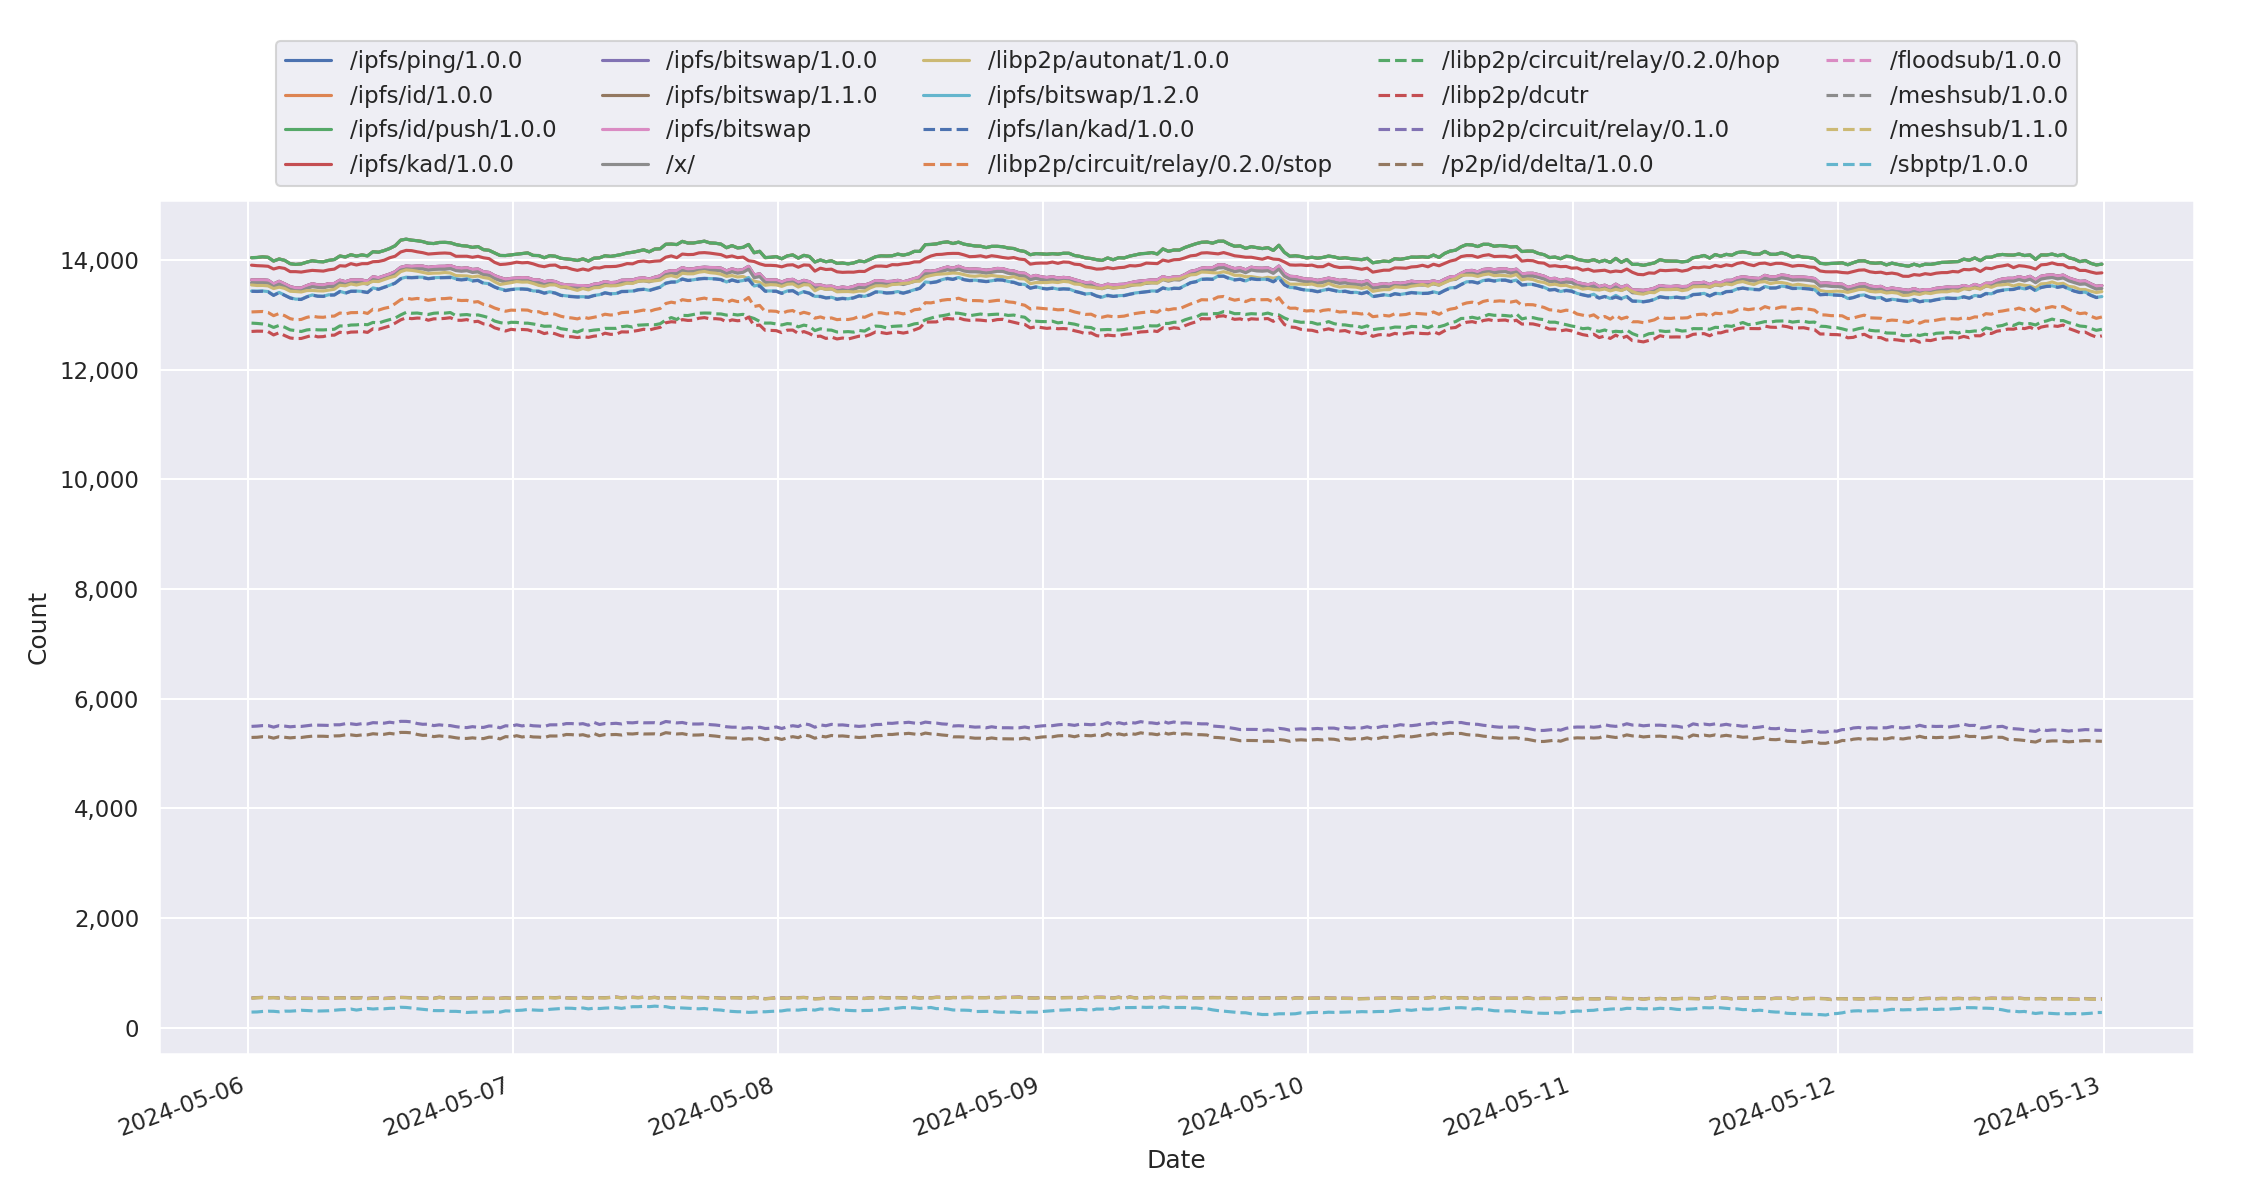 /ipfs/ping/1.0.0
/ipfs/id/1.0.0
/ipfs/id/push/1.0.0
/ipfs/kad/1.0.0
/ipfs/bitswap/1.0.0
/ipfs/bitswap/1.1.0
/ipfs/bitswap
/x/
/libp2p/autonat/1.0.0
/ipfs/bitswap/1.2.0
/ipfs/lan/kad/1.0.0
/libp2p/circuit/relay/0.2.0/stop
/libp2p/circuit/relay/0.2.0/hop
/libp2p/dcutr
/libp2p/circuit/relay/0.1.0
/p2p/id/delta/1.0.0
/floodsub/1.0.0
/meshsub/1.0.0
/meshsub/1.1.0
/sbptp/1.0.0
14,000
12,000
10,000
8,000
6,000
4,000
2,000
0
Count
2024-05-06
2024-05-07
2024-05-08
2024-05-09
2024-05-10
2024-05-11
2024-05-12
2024-05-13
Date